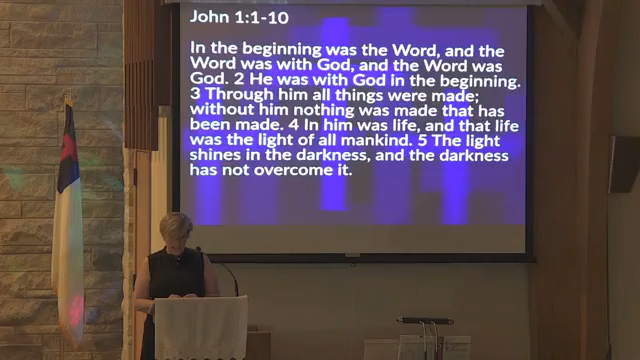 John 1:1-10
In the beginning was the Word, and the
Word was with God, and the Word was
God. 2 He was with God in the beginning.
3 Through him all things were made;
without him nothing was made that has
been made. 4 In him was life, and that life
was the light of all mankind. 5 The light
shines in the darkness, and the darkness
has not overcome it.